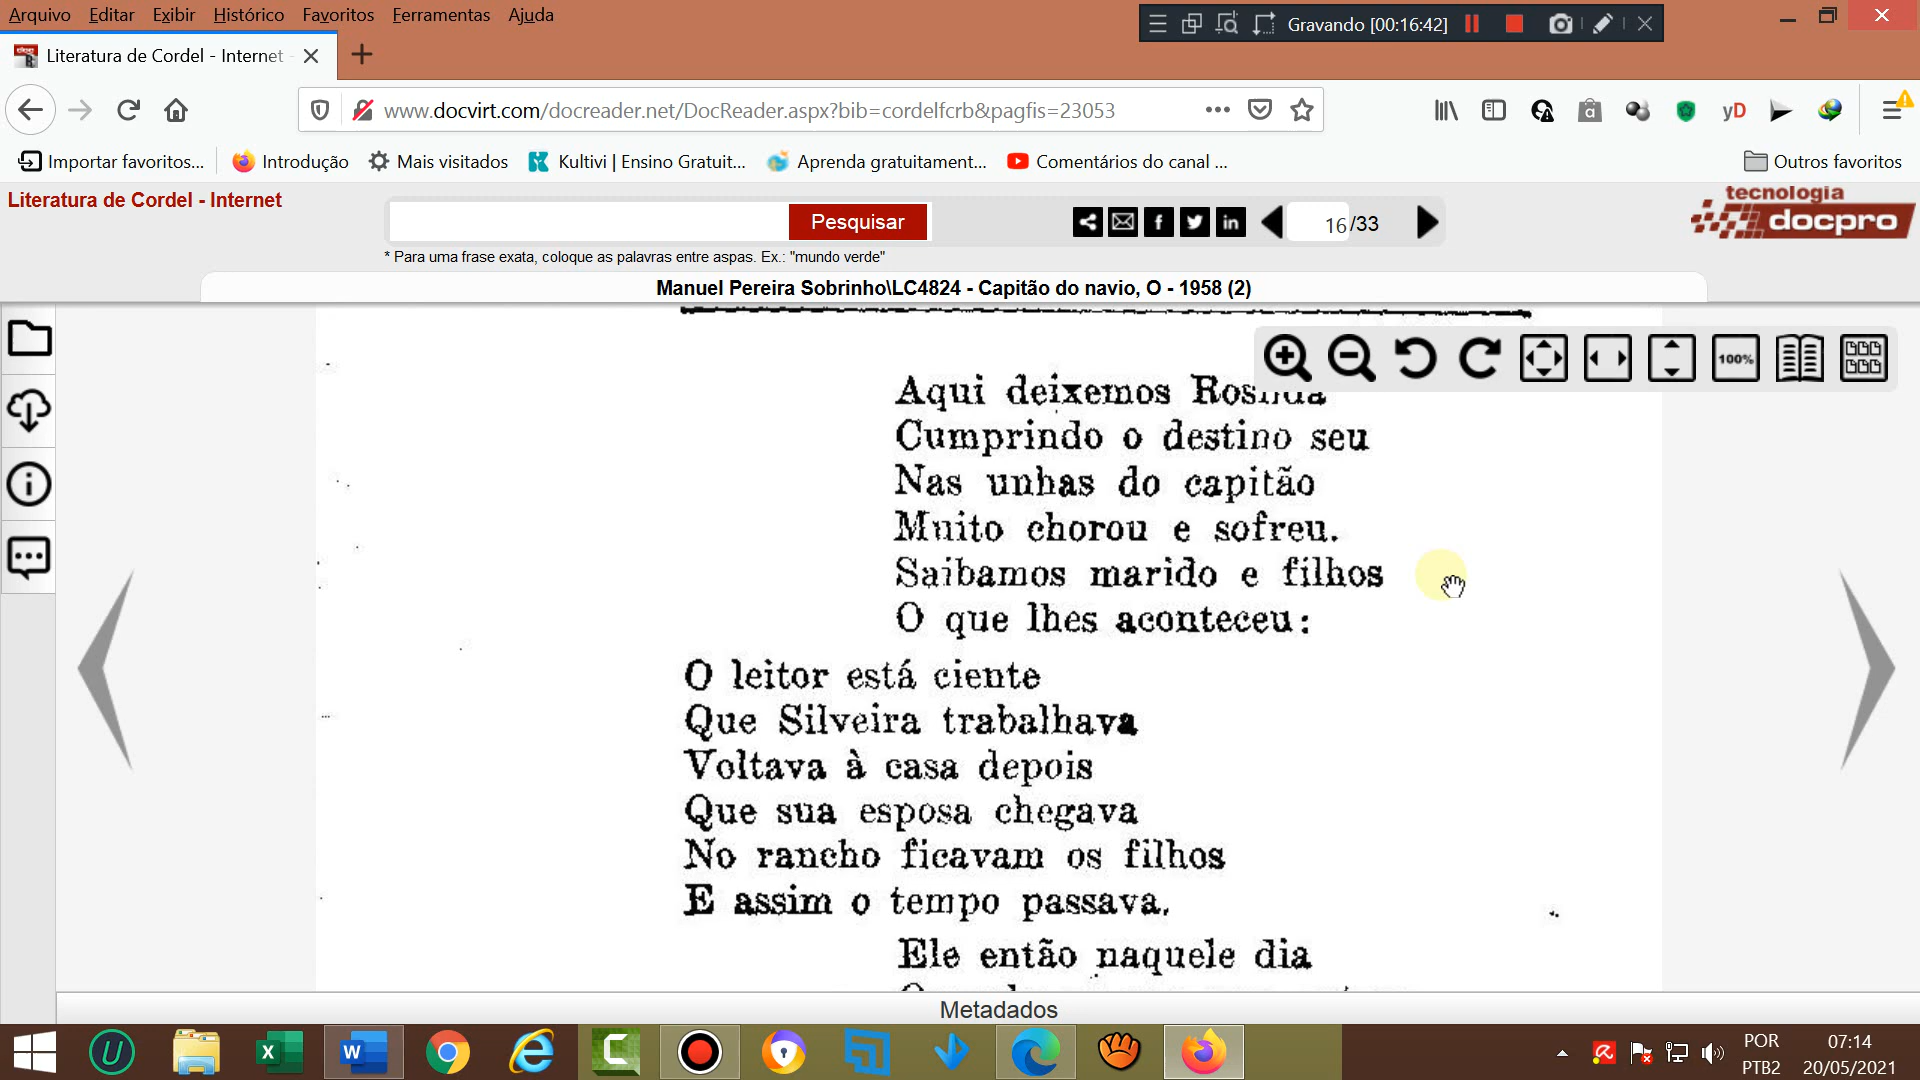 Arquivo Editar Exibir Histórico Favoritos Ferramentas Ajuda
Gravando [00:16:42]
Literatura de Cordel - Internet -
www.docvirt.com/docreader.net/DocReader.aspx?bib=cordelfcrb&pagfis=23053
Importar favoritos... Introdução Mais visitados Kultivi | Ensino Gratuit... Aprenda gratuitament... Comentários do canal ... Outros favoritos
Literatura de Cordel - Internet
Pesquisar
16 /33
tecnologia
docpro
* Para uma frase exata, coloque as palavras entre aspas. Ex.: "mundo verde"
Manuel Pereira Sobrinho\LC4824 - Capitão do navio, O - 1958 (2)
100%
Aqui deixemos Rosinda
Cumprindo o destino seu
Nas unhas do capitão
Muito chorou e sofreu.
Saibamos marido e filhos
O que lhes aconteceu:
O leitor está ciente
Que Silveira trabalhava
Voltava à casa depois
Que sua esposa chegava
No rancho ficavam os filhos
E assim o tempo passava.
Ele então naquele dia
Metadados
POR
PTB2
07:14
20/05/2021